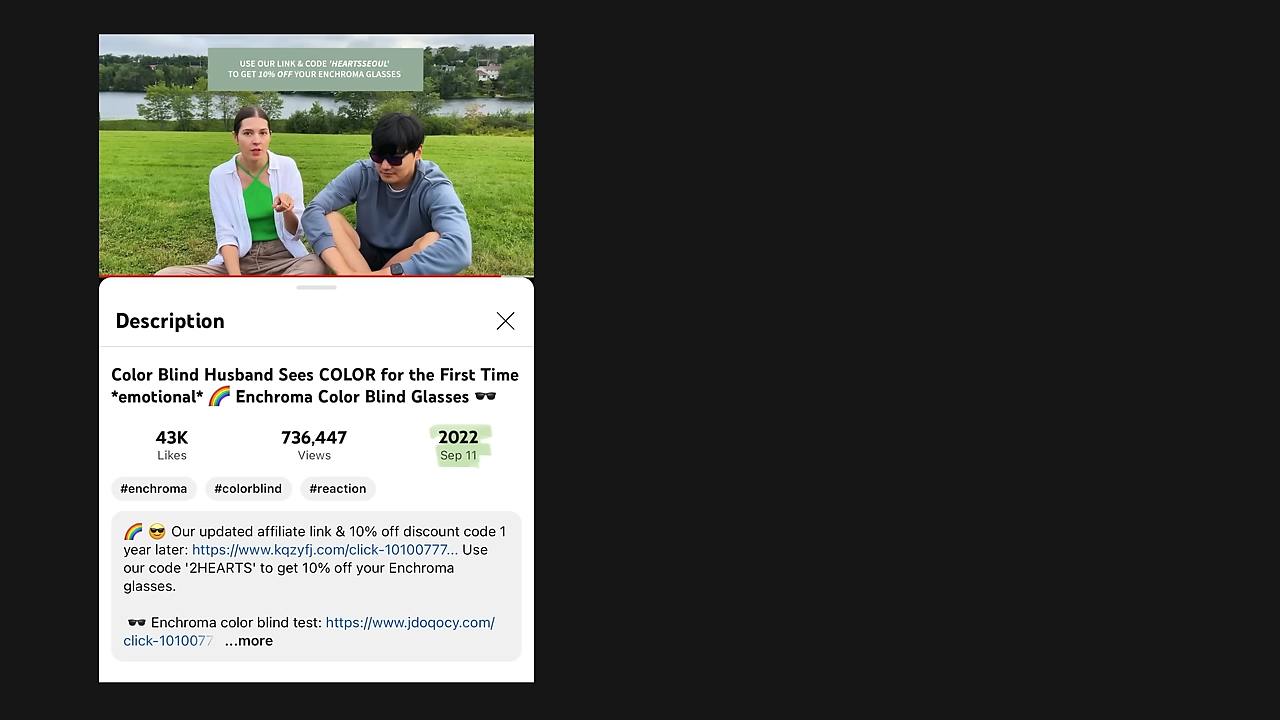 USE OUR LINK & CODE 'HEARTSSEOUL'
TO GET 10% OFF YOUR ENCHROMA GLASSES
Description
Color Blind Husband Sees COLOR for the First Time
*emotional* 🌈 Enchroma Color Blind Glasses 🕶️
43K
Likes
736,447
Views
2022
Sep 11
#enchroma
#colorblind
#reaction
🌈 😎 Our updated affiliate link & 10% off discount code 1
year later: https://www.kqzyfj.com/click-10100777... Use
our code '2HEARTS' to get 10% off your Enchroma
glasses.
🕶️ Enchroma color blind test: https://www.jdoqocy.com/
click-1010077 ...more